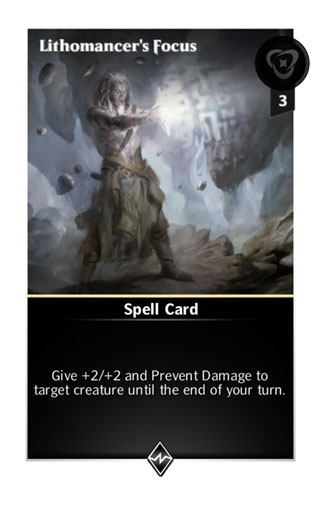 Lithomancer's Focus
3
Spell Card
Give +2/+2 and Prevent Damage to
target creature until the end of your turn.